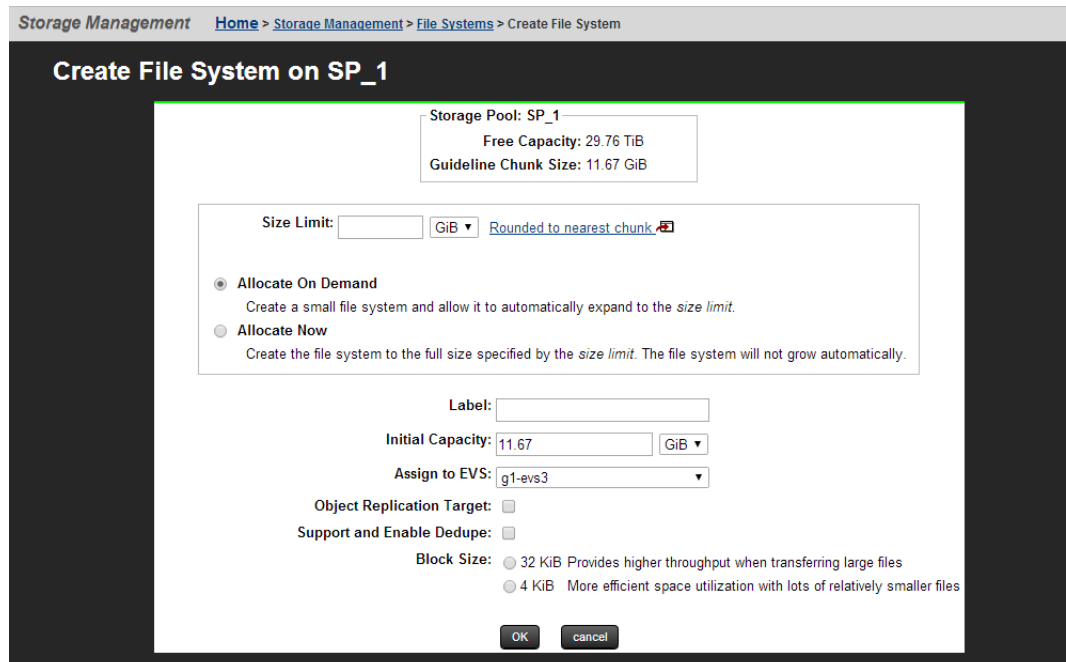 Storage Management Home > Storage Management > File Systems > Create File System
Create File System on SP_1
Storage Pool: SP_1
Free Capacity: 29.76 TiB
Guideline Chunk Size: 11.67 GiB
Size Limit: GiB Rounded to nearest chunk
Allocate On Demand
Create a small file system and allow it to automatically expand to the size limit.
Allocate Now
Create the file system to the full size specified by the size limit. The file system will not grow automatically.
Label:
Initial Capacity: 11.67 GiB
Assign to EVS: g1-evs3
Object Replication Target:
Support and Enable Dedupe:
Block Size: 32 KiB Provides higher throughput when transferring large files
4 KiB More efficient space utilization with lots of relatively smaller files
OK cancel